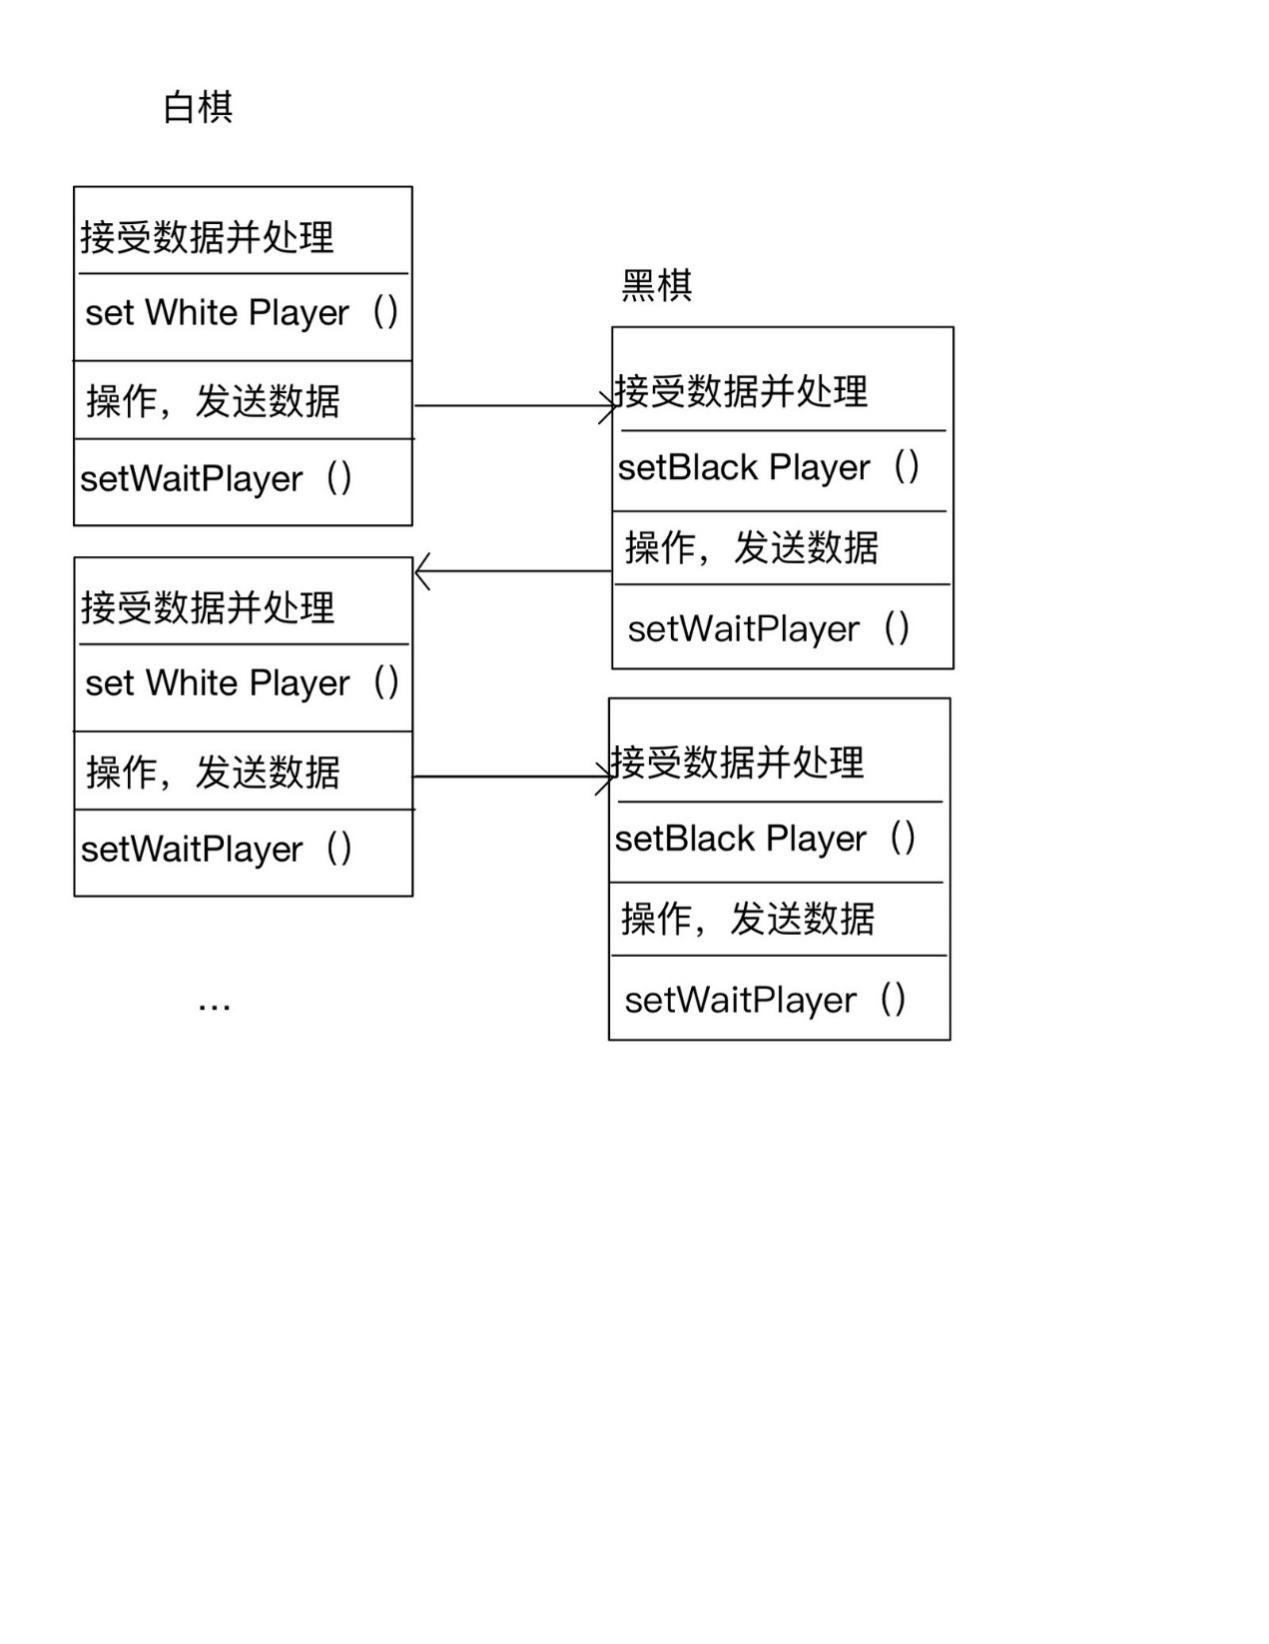 白棋
接受数据并处理
set White Player（）
操作，发送数据
setWaitPlayer（）
黑棋
接受数据并处理
setBlack Player（）
操作，发送数据
setWaitPlayer（）
接受数据并处理
set White Player（）
操作，发送数据
setWaitPlayer（）
接受数据并处理
setBlack Player（）
操作，发送数据
setWaitPlayer（）
...